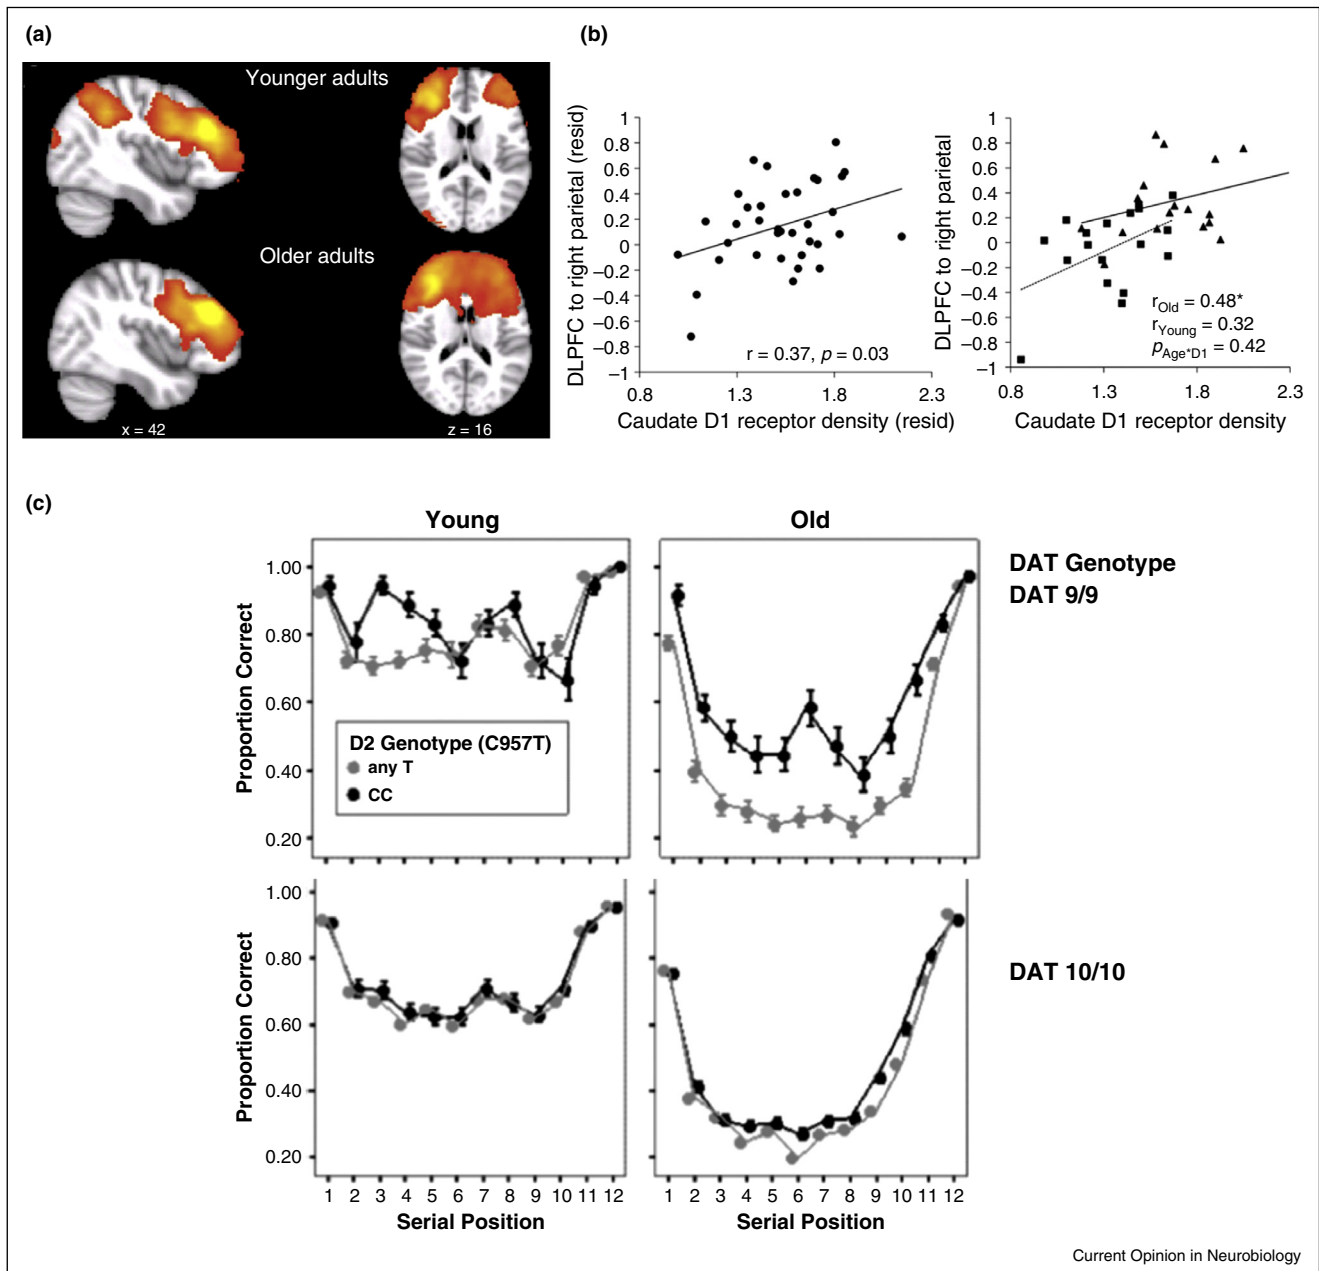 (a)
Younger adults
Older adults
x = 42
z = 16
(b)
DLPFC to right parietal (resid)
1
0.8
0.6
0.4
0.2
0
−0.2
−0.4
−0.6
−0.8
−1
r = 0.37, p = 0.03
0.8 1.3 1.8 2.3
Caudate D1 receptor density (resid)
DLPFC to right parietal
1
0.8
0.6
0.4
0.2
0
−0.2
−0.4
−0.6
−0.8
−1
rOld = 0.48*
rYoung = 0.32
pAge*D1 = 0.42
0.8 1.3 1.8 2.3
Caudate D1 receptor density
(c)
Young
Old
DAT Genotype
DAT 9/9
Proportion Correct
1.00
0.80
0.60
0.40
0.20
D2 Genotype (C957T)
any T
CC
DAT 10/10
Proportion Correct
1.00
0.80
0.60
0.40
0.20
1 2 3 4 5 6 7 8 9 10 11 12
Serial Position
1 2 3 4 5 6 7 8 9 10 11 12
Serial Position
Current Opinion in Neurobiology